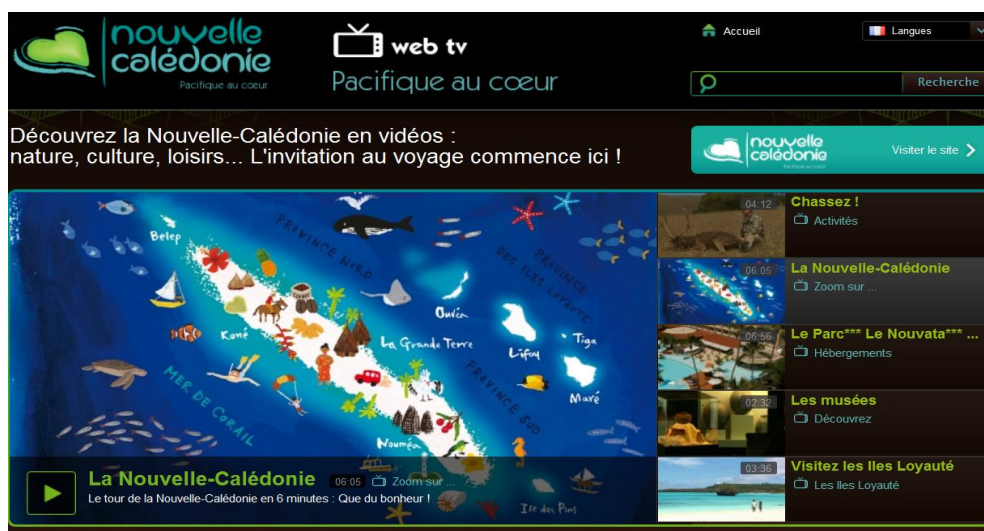 nouvelle
calédonie
Pacifique au cœur
web tv
Pacifique au cœur
Accueil
Langues
Recherche
Découvrez la Nouvelle-Calédonie en vidéos :
nature, culture, loisirs... L'invitation au voyage commence ici !
nouvelle
calédonie
Pacifique au cœur
Visiter le site
Belep
PROVINCE NORD
PROVINCE
DES ILES LOYAUTÉ
Ouvéa
Koné
La Grande Terre
Tiga
Lifou
Maré
MER DE CORAIL
PROVINCE SUD
Nouméa
Ile des Pins
La Nouvelle-Calédonie 06:05 Zoom sur ...
Le tour de la Nouvelle-Calédonie en 6 minutes : Que du bonheur !
04:12 Chassez !
Activités
06:05 La Nouvelle-Calédonie
Zoom sur ...
06:56 Le Parc*** Le Nouvata*** ...
Hébergements
02:32 Les musées
Découvrez
03:36 Visitez les Iles Loyauté
Les Iles Loyauté